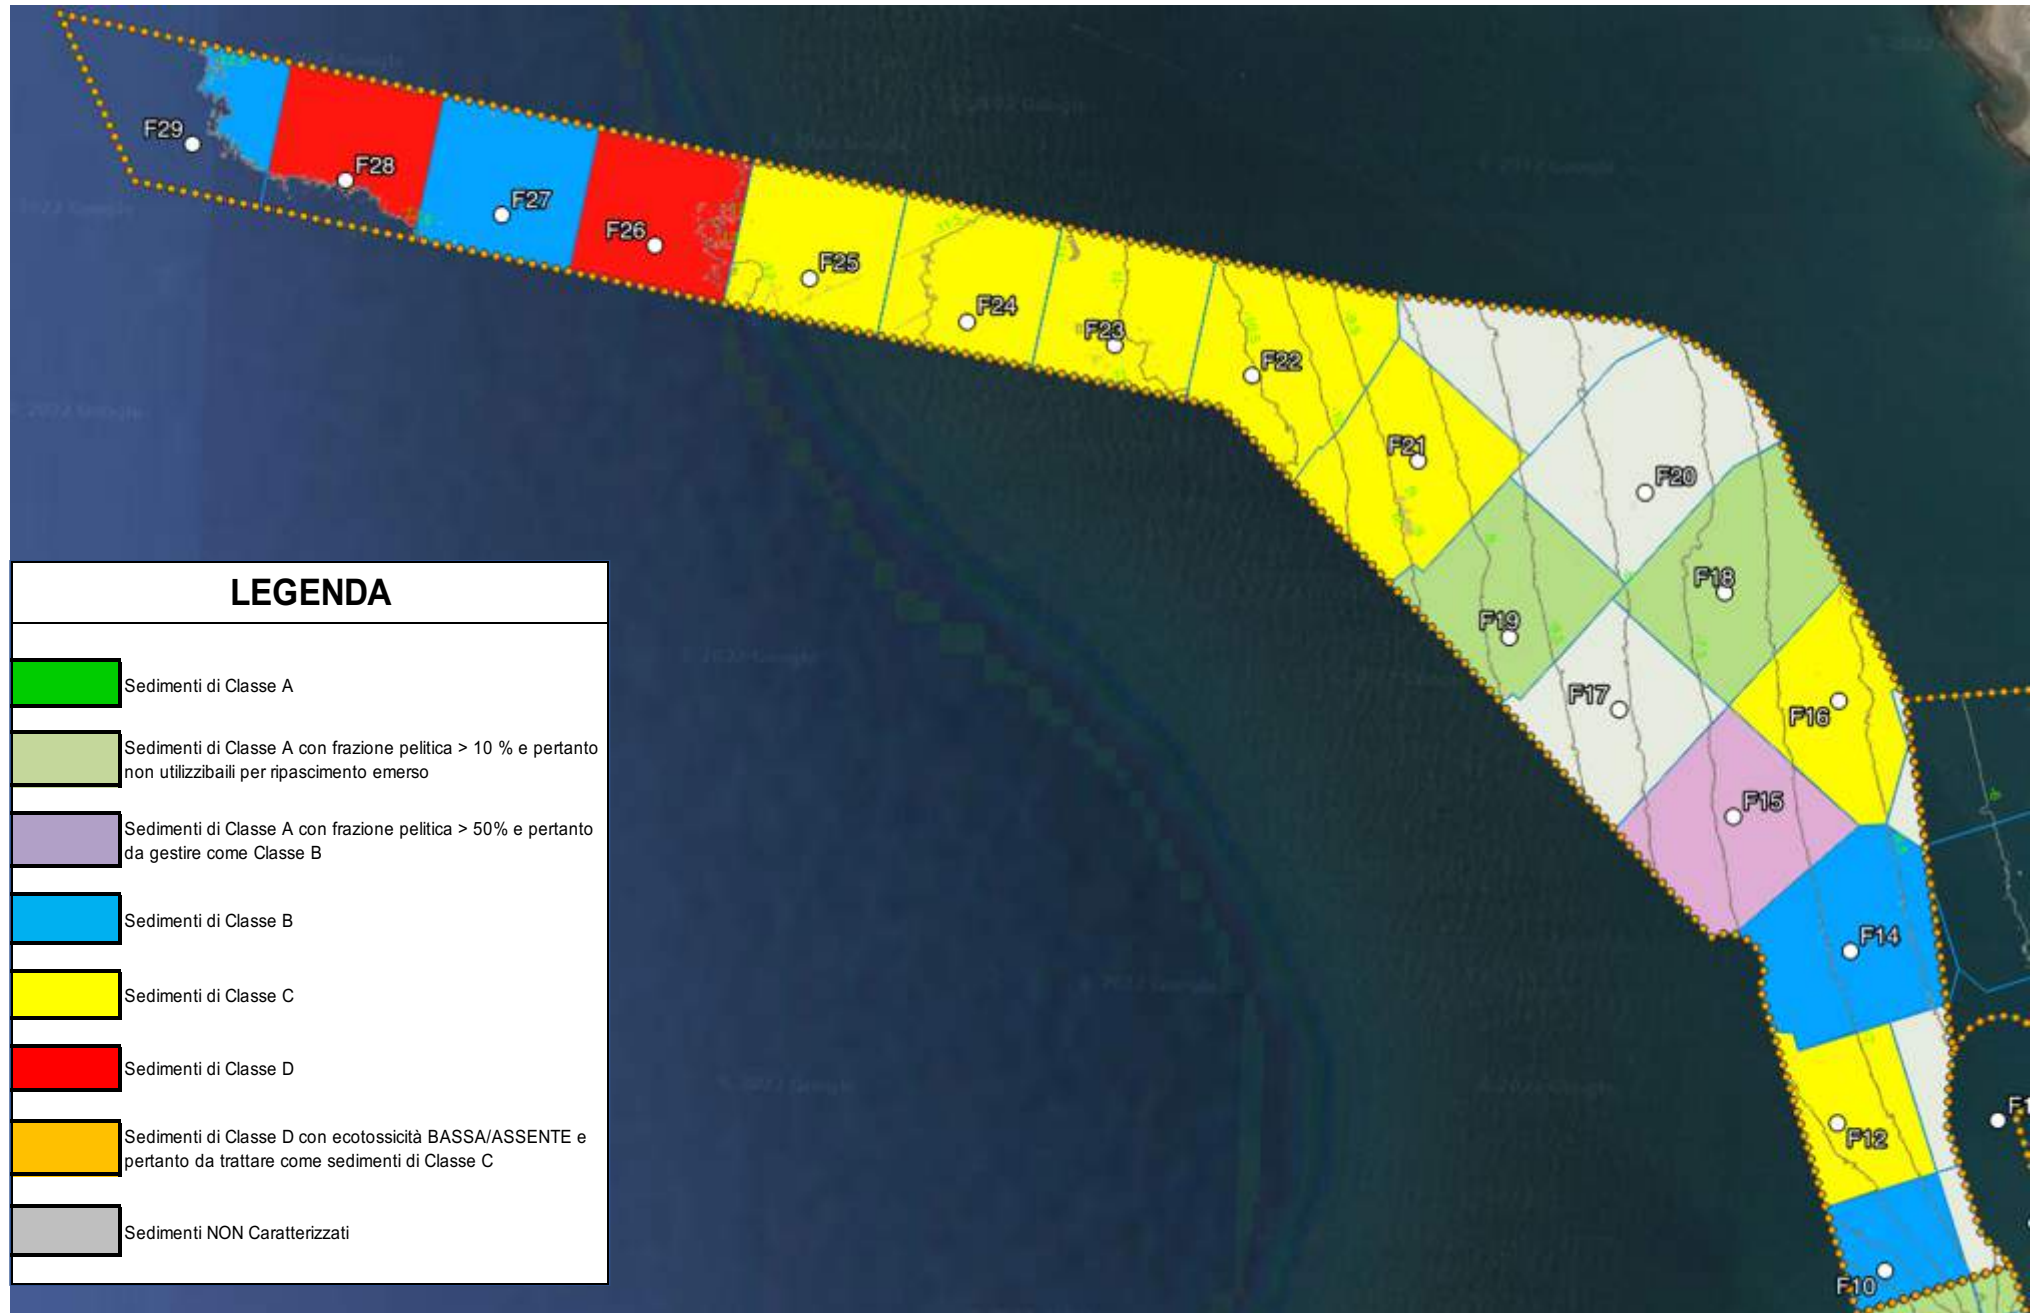 F29
F28
F27
F26
F25
F24
F23
F22
F21
F20
F19
F18
F17
F16
F15
F14
F12
F10
LEGENDA
Sedimenti di Classe A
Sedimenti di Classe A con frazione pelitica > 10 % e pertanto
non utilizzibaili per ripascimento emerso
Sedimenti di Classe A con frazione pelitica > 50% e pertanto
da gestire come Classe B
Sedimenti di Classe B
Sedimenti di Classe C
Sedimenti di Classe D
Sedimenti di Classe D con ecotossicità BASSA/ASSENTE e
pertanto da trattare come sedimenti di Classe C
Sedimenti NON Caratterizzati